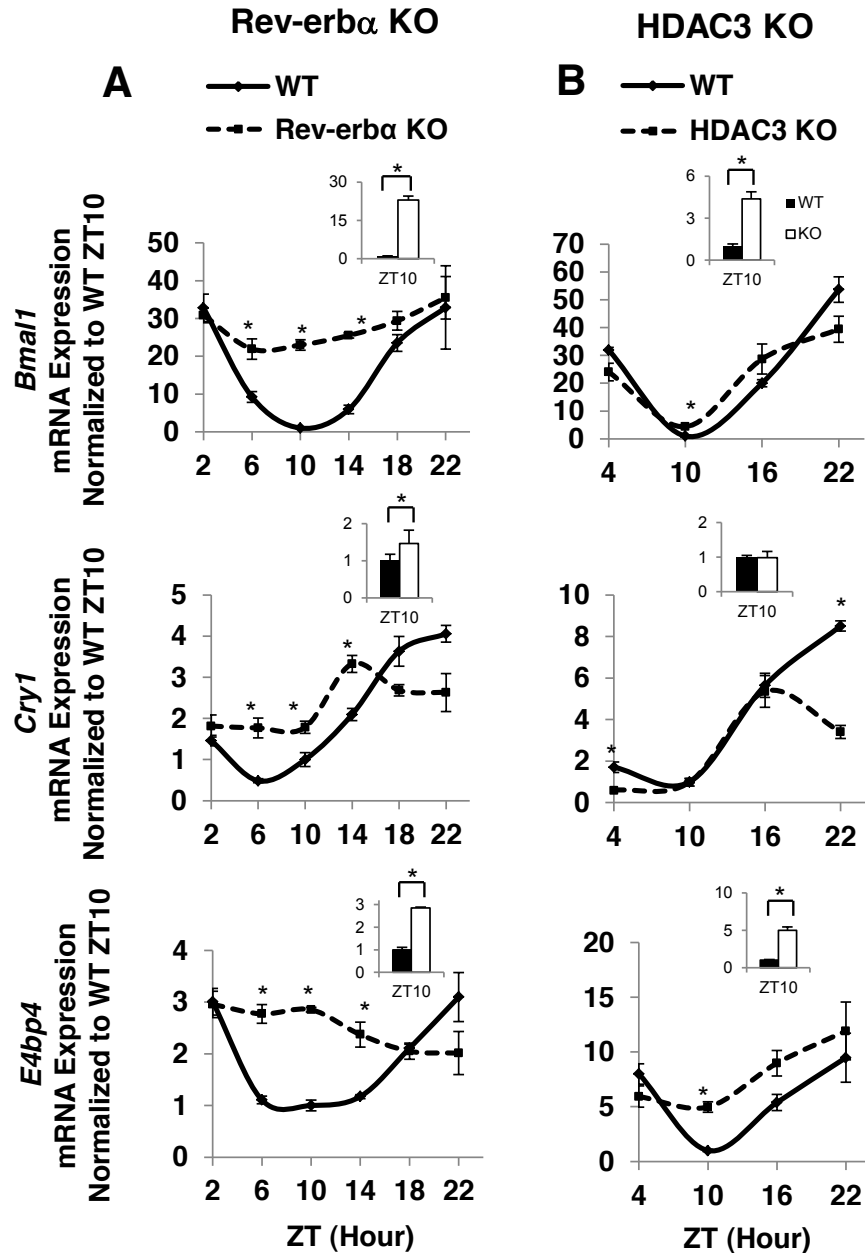 Rev-erbα KO
HDAC3 KO
A
WT
Rev-erbα KO
B
WT
HDAC3 KO
Bmal1
mRNA Expression
Normalized to WT ZT10
50
40
30
20
10
0
2 6 10 14 18 22
* * *
30
15
0
*
ZT10
70
60
50
40
30
20
10
0
4 10 16 22
*
6
4
2
0
*
ZT10
WT
KO
Cry1
mRNA Expression
Normalized to WT ZT10
5
4
3
2
1
0
2 6 10 14 18 22
* * *
2
1
0
*
ZT10
10
8
6
4
2
0
4 10 16 22
* *
2
1
0
ZT10
E4bp4
mRNA Expression
Normalized to WT ZT10
4
3
2
1
0
2 6 10 14 18 22
* * *
3
2
1
0
*
ZT10
ZT (Hour)
20
15
10
5
0
4 10 16 22
*
10
5
0
*
ZT10
ZT (Hour)